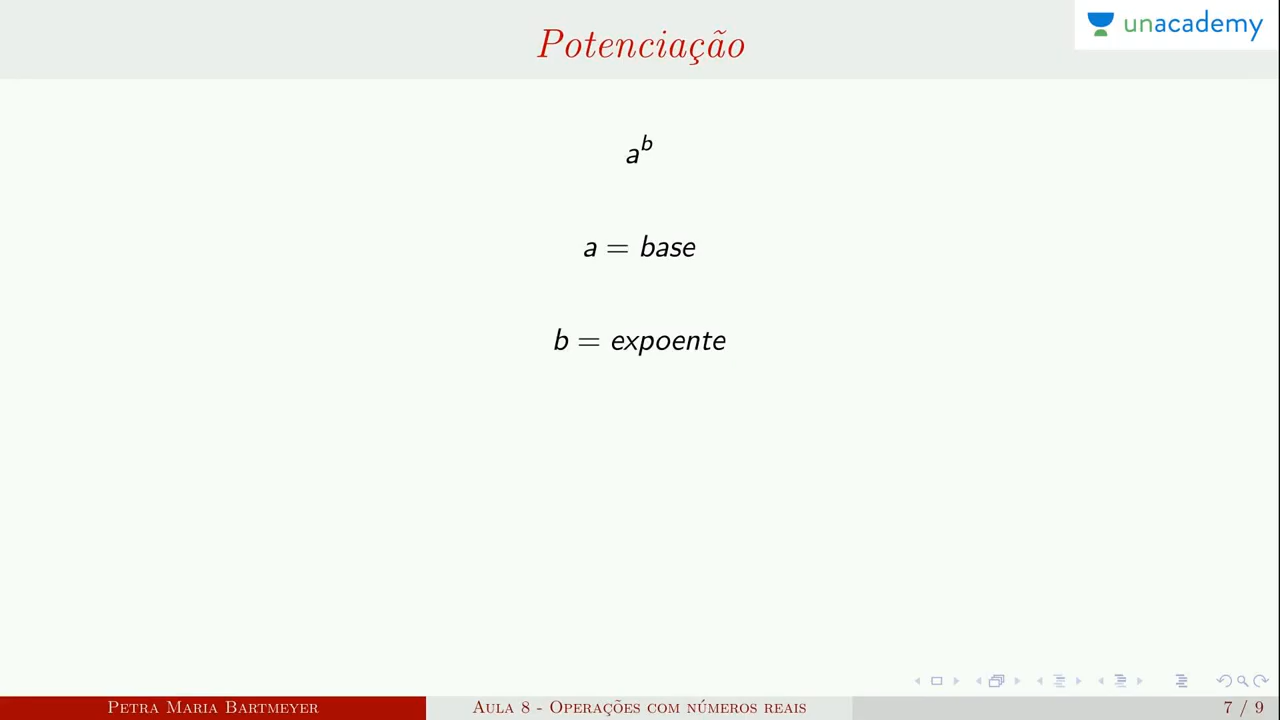 Potenciação
unacademy
a^b
a = base
b = expoente
Petra Maria Bartmeyer
Aula 8 - Operações com números reais
7 / 9